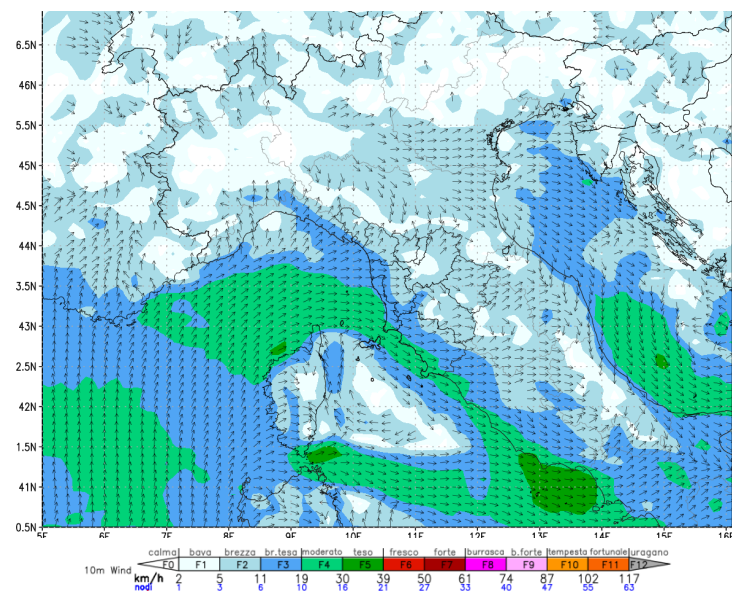 6.5N
46N
5.5N
45N
4.5N
44N
3.5N
43N
2.5N
42N
1.5N
41N
0.5N
5E 6E 7E 8E 9E 10E 11E 12E 13E 14E 15E 16E
calma bava brezza br.tesa moderato teso fresco forte burrasca b.forte tempesta fortunale uragano
10m Wind F0 F1 F2 F3 F4 F5 F6 F7 F8 F9 F10 F11 F12
km/h 2 5 11 19 30 39 50 61 74 87 102 117
nodi 1 3 6 10 16 21 27 33 40 47 55 63